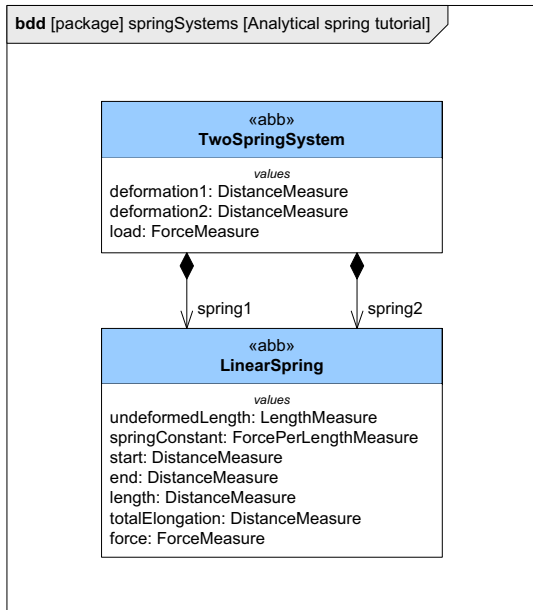 bdd [package] springSystems [Analytical spring tutorial]
«abb»
TwoSpringSystem
values
deformation1: DistanceMeasure
deformation2: DistanceMeasure
load: ForceMeasure
spring1
spring2
«abb»
LinearSpring
values
undeformedLength: LengthMeasure
springConstant: ForcePerLengthMeasure
start: DistanceMeasure
end: DistanceMeasure
length: DistanceMeasure
totalElongation: DistanceMeasure
force: ForceMeasure